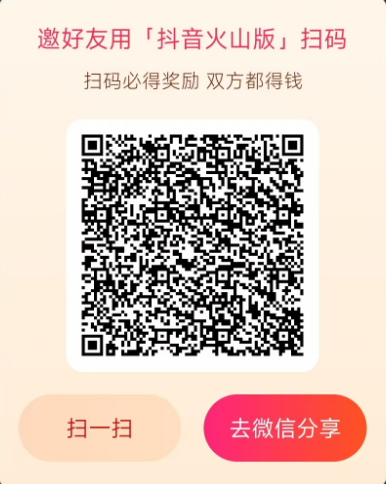 邀好友用「抖音火山版」扫码
扫码必得奖励 双方都得钱
扫一扫
去微信分享